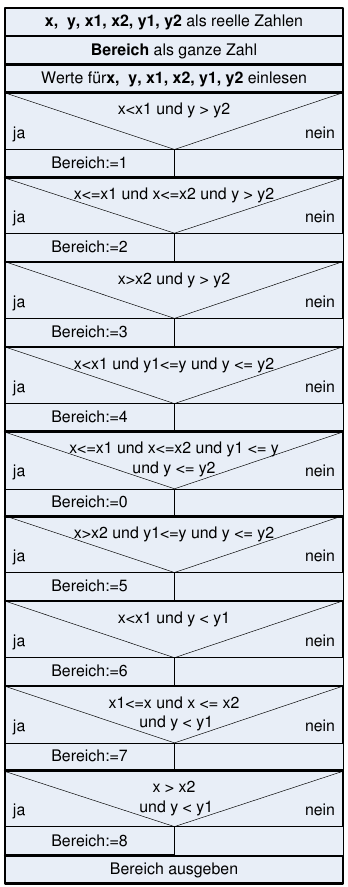 x, y, x1, x2, y1, y2 als reelle Zahlen
Bereich als ganze Zahl
Werte fürx, y, x1, x2, y1, y2 einlesen
x<x1 und y > y2
ja nein
Bereich:=1
x<=x1 und x<=x2 und y > y2
ja nein
Bereich:=2
x>x2 und y > y2
ja nein
Bereich:=3
x<x1 und y1<=y und y <= y2
ja nein
Bereich:=4
x<=x1 und x<=x2 und y1 <= y
und y <= y2
ja nein
Bereich:=0
x>x2 und y1<=y und y <= y2
ja nein
Bereich:=5
x<x1 und y < y1
ja nein
Bereich:=6
x1<=x und x <= x2
und y < y1
ja nein
Bereich:=7
x > x2
und y < y1
ja nein
Bereich:=8
Bereich ausgeben